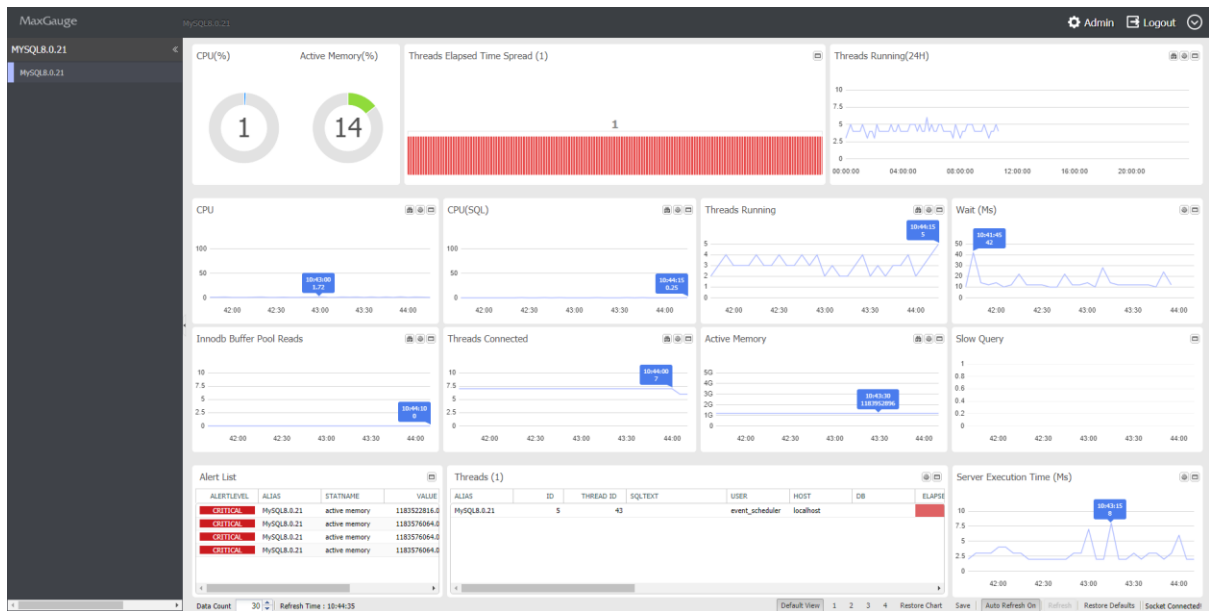 MaxGauge MySQL8.0.21 Admin Logout
MYSQL8.0.21 «
MySQL8.0.21
CPU(%) Active Memory(%)
1 14
Threads Elapsed Time Spread (1)
1
Threads Running(24H)
10
7.5
5
2.5
0
00:00:00 04:00:00 08:00:00 12:00:00 16:00:00 20:00:00
CPU
100
50
0
10:43:00
1.72
42:00 42:30 43:00 43:30 44:00
CPU(SQL)
100
50
0
10:44:15
0.25
42:00 42:30 43:00 43:30 44:00
Threads Running
10:44:15
5
5
4
3
2
1
0
42:00 42:30 43:00 43:30 44:00
Wait (Ms)
10:41:45
42
50
40
30
20
10
0
42:00 42:30 43:00 43:30 44:00
Innodb Buffer Pool Reads
10
7.5
5
2.5
0
10:44:10
0
42:00 42:30 43:00 43:30 44:00
Threads Connected
10:44:00
7
10
7.5
5
2.5
0
42:00 42:30 43:00 43:30 44:00
Active Memory
5G
4G
3G
2G
1G
0
10:43:30
1183952896
42:00 42:30 43:00 43:30 44:00
Slow Query
1
0.8
0.6
0.4
0.2
0
42:00 42:30 43:00 43:30 44:00
Alert List
ALERTLEVEL ALIAS STATNAME VALUE
CRITICAL MySQL8.0.21 active memory 1183522816.0
CRITICAL MySQL8.0.21 active memory 1183576064.0
CRITICAL MySQL8.0.21 active memory 1183576064.0
CRITICAL MySQL8.0.21 active memory 1183576064.0
Threads (1)
ALIAS ID THREAD ID SQLTEXT USER HOST DB ELAPSE
MySQL8.0.21 5 43 event_scheduler localhost
Server Execution Time (Ms)
10:43:15
8
10
7.5
5
2.5
0
42:00 42:30 43:00 43:30 44:00
Data Count 30 Refresh Time : 10:44:35 Default View 1 2 3 4 Restore Chart Save Auto Refresh On Refresh Restore Defaults Socket Connected!